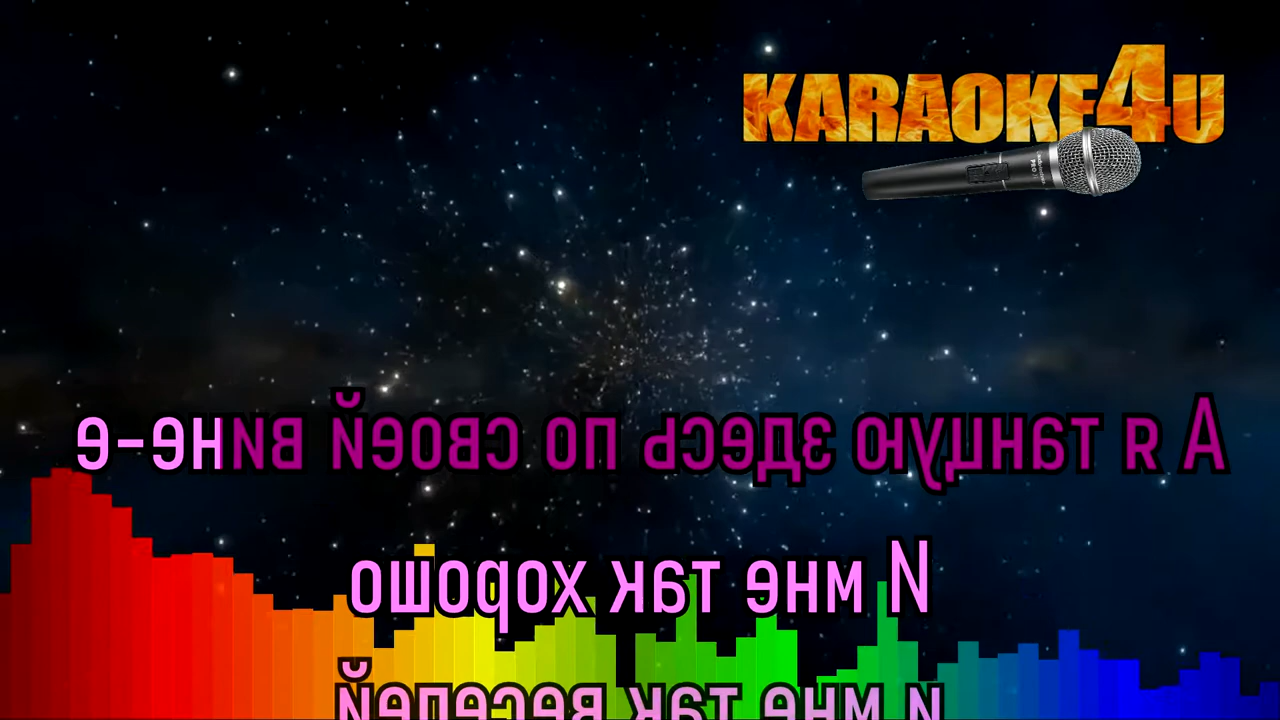 KARAOKE4U
А я танцую здесь по своей вине-е
И мне так хорошо
И мне так веселей